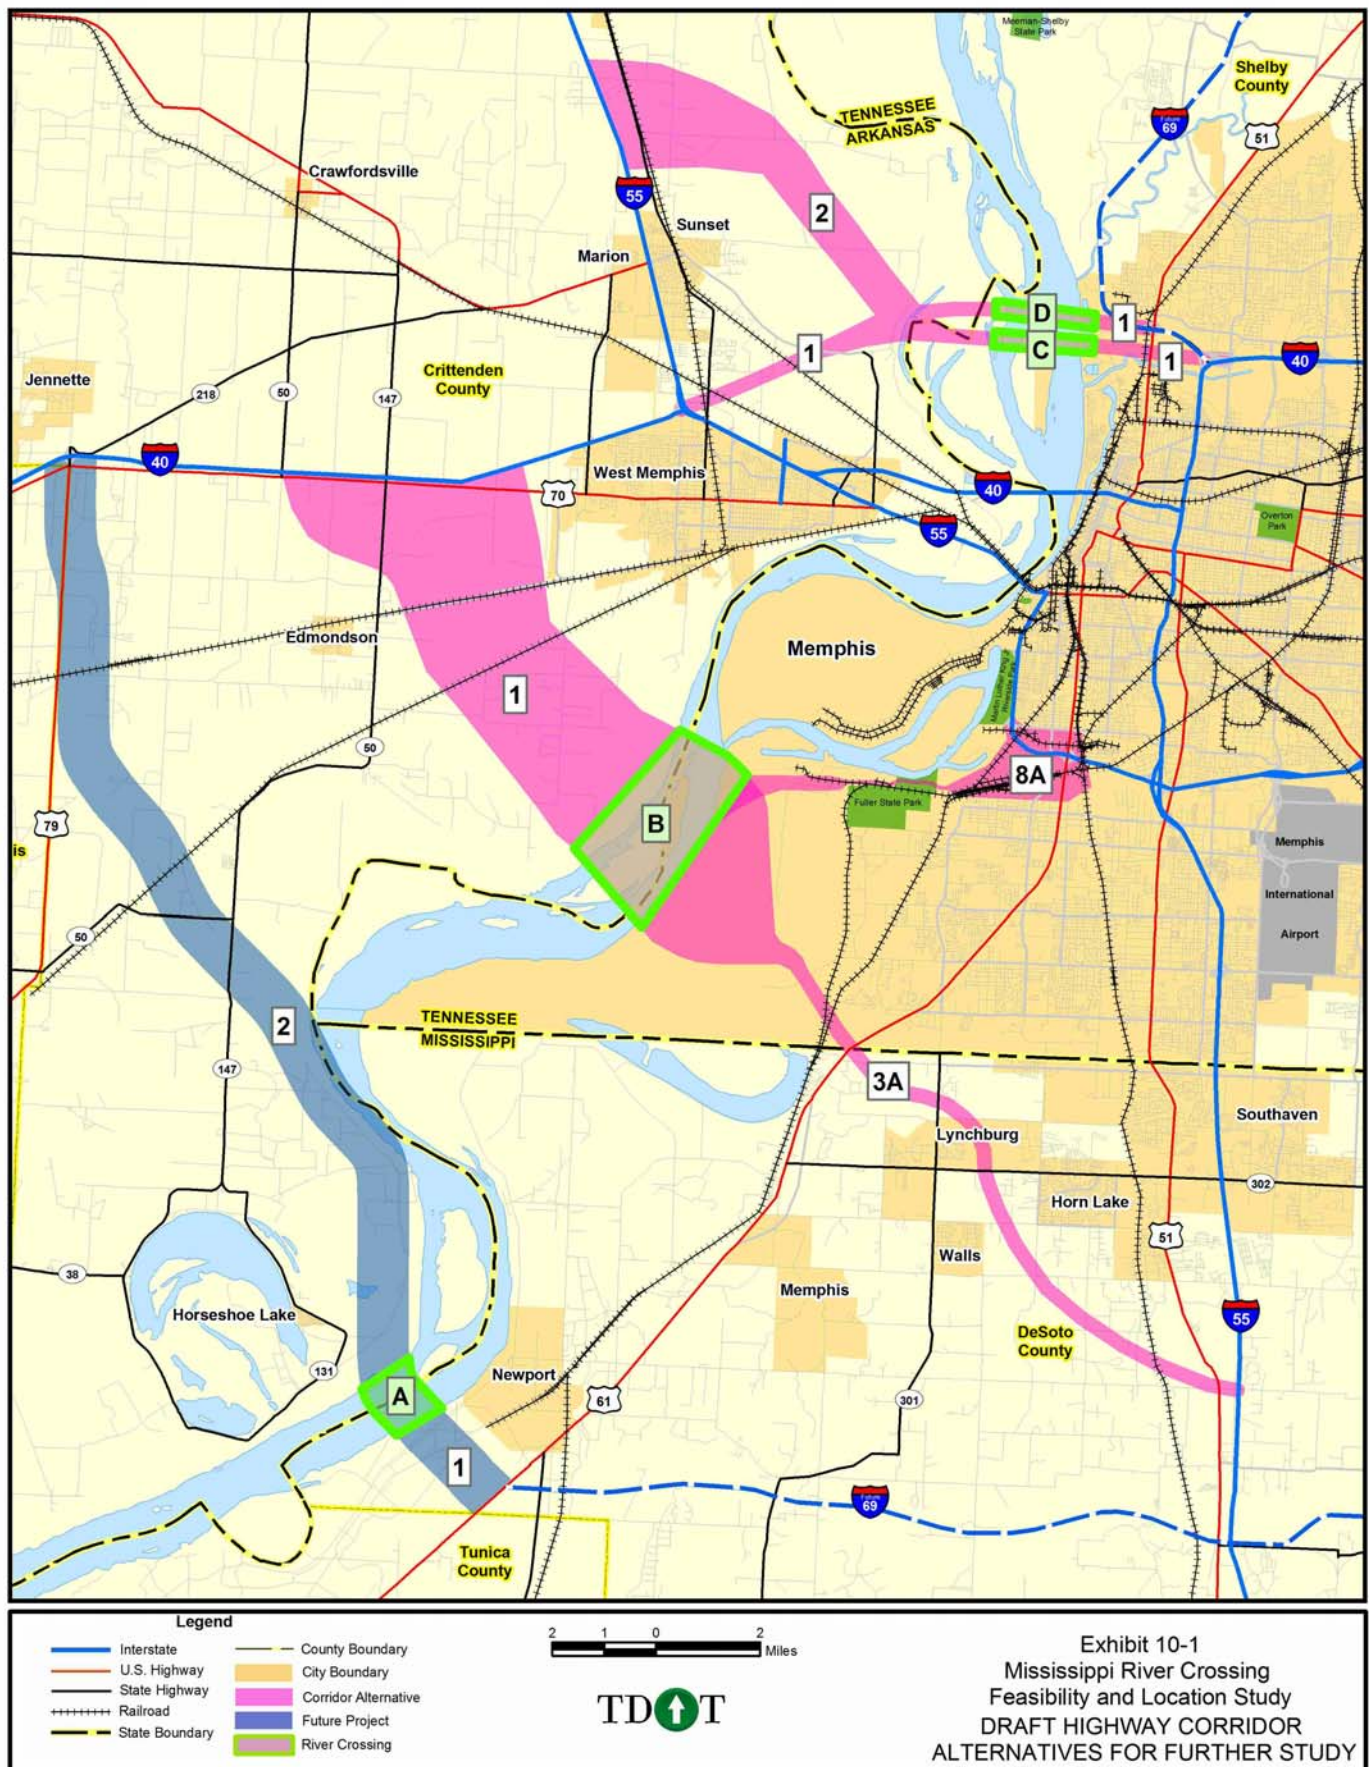 Meeman-Shelby
State Park
Shelby
County
TENNESSEE
ARKANSAS
Future
69
51
Crawfordsville
55
2
Sunset
Marion
D
1
1
C
1
40
Jennette
Crittenden
County
218
50
147
40
West Memphis
70
40
55
Overton
Park
Memphis
Edmondson
1
50
8A
Fuller State Park
79
B
is
Memphis
International
Airport
50
2
TENNESSEE
MISSISSIPPI
147
3A
Southaven
Lynchburg
302
Horn Lake
51
38
Walls
Horseshoe Lake
Memphis
55
DeSoto
County
131
Newport
A
61
301
1
Future
69
Tunica
County
Legend
Interstate
U.S. Highway
State Highway
Railroad
State Boundary
County Boundary
City Boundary
Corridor Alternative
Future Project
River Crossing
2 1 0 2
Miles
TDOT
Exhibit 10-1
Mississippi River Crossing
Feasibility and Location Study
DRAFT HIGHWAY CORRIDOR
ALTERNATIVES FOR FURTHER STUDY